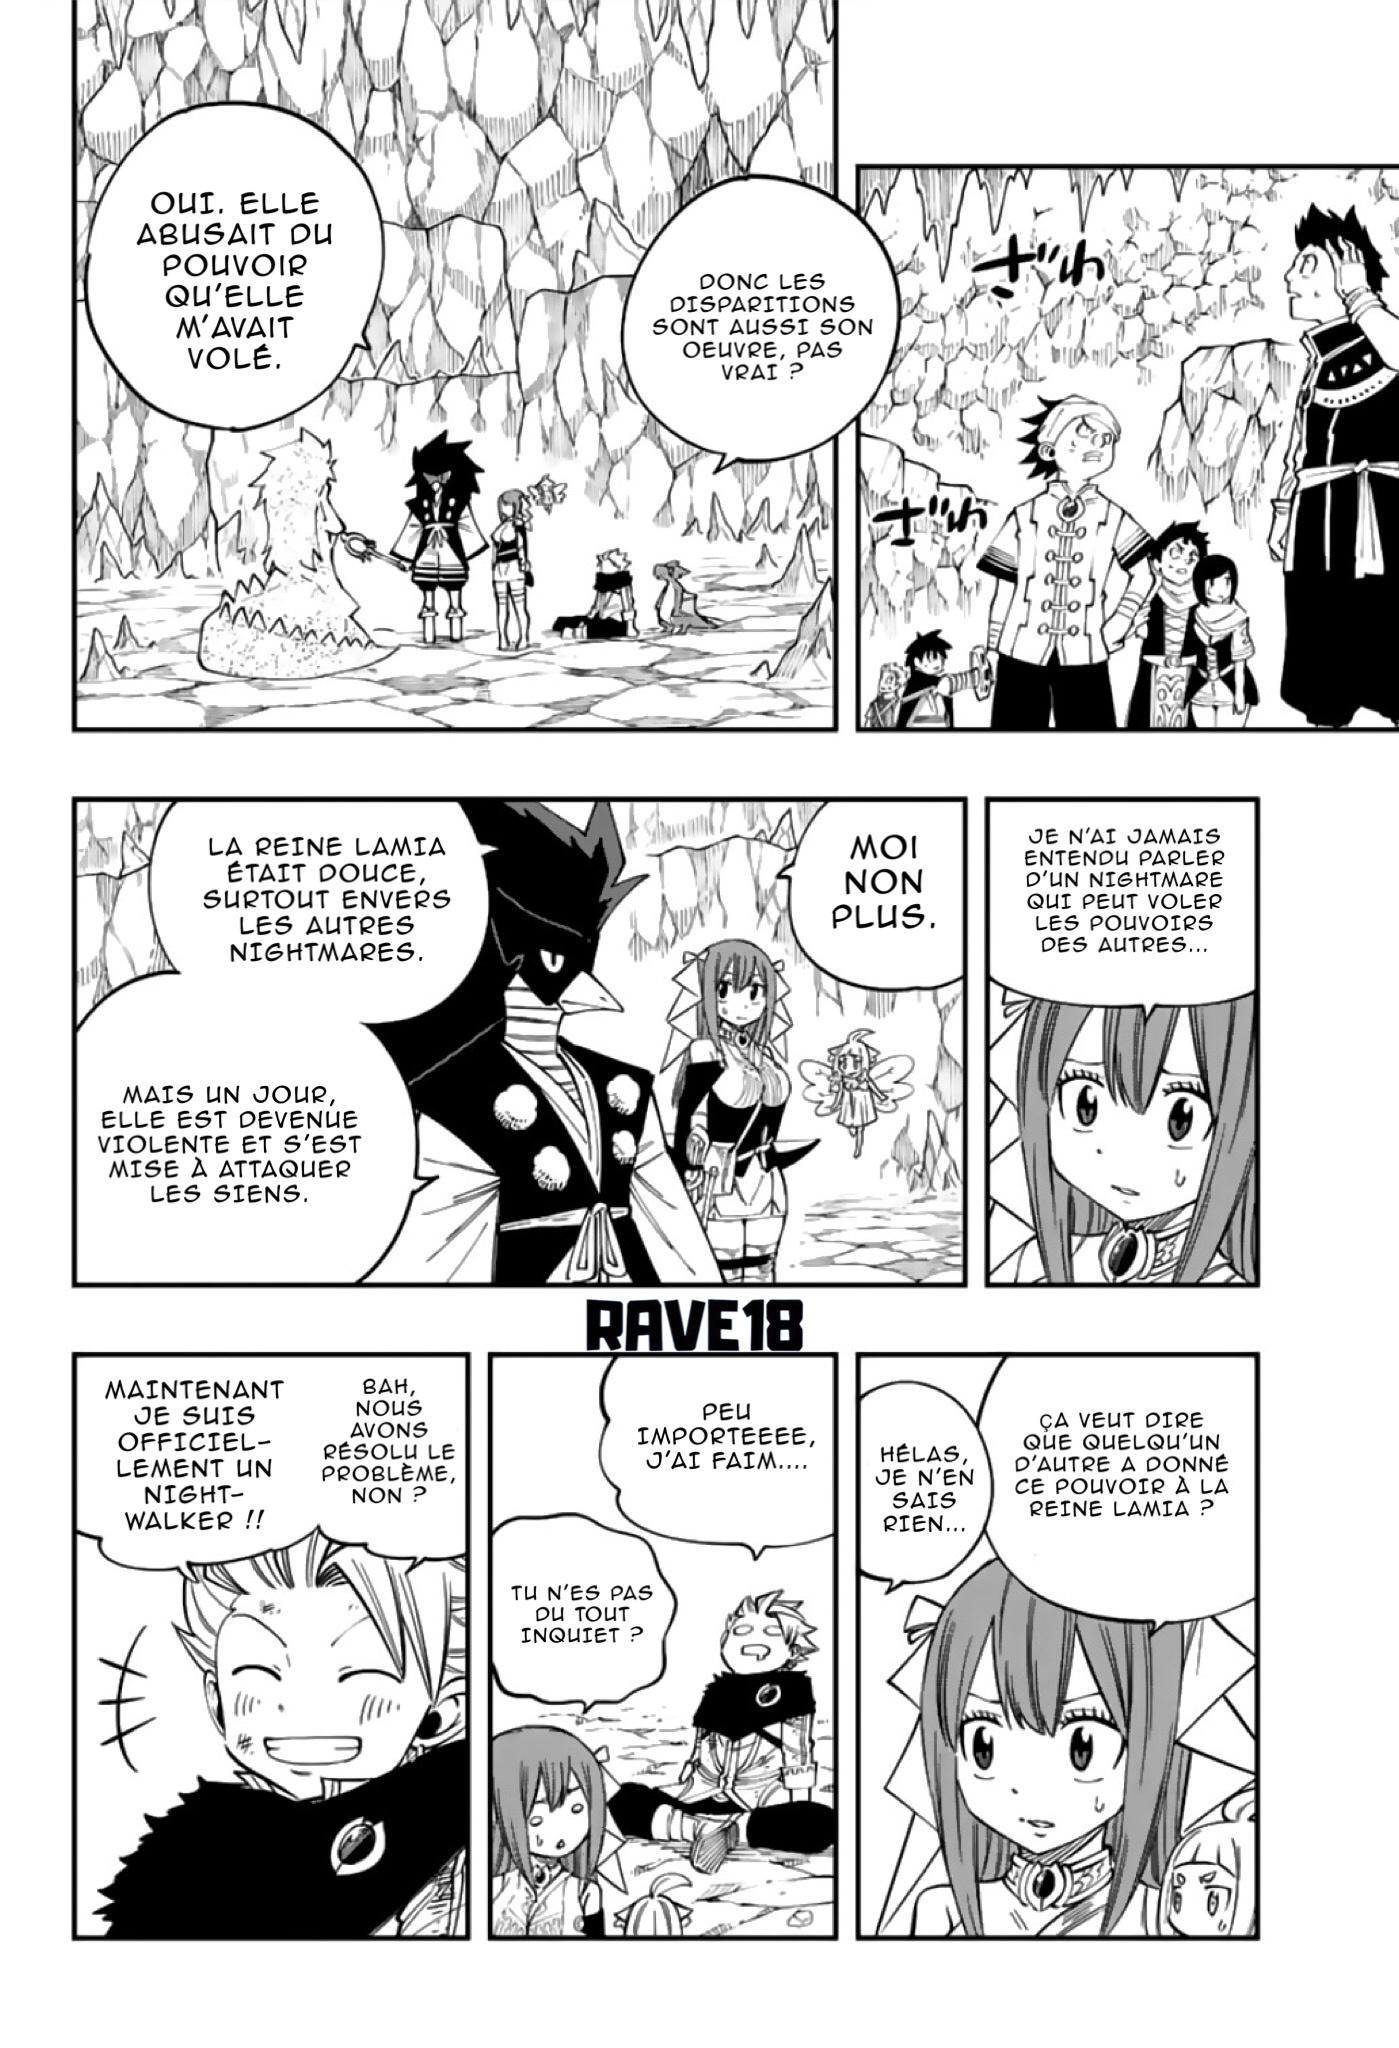 ざわ
ざわ
DONC LES
DISPARITIONS
SONT AUSSI SON
OEUVRE, PAS
VRAI ?
OUI. ELLE
ABUSAIT DU
POUVOIR
QU'ELLE
M'AVAIT
VOLÉ.
JE N'AI JAMAIS
ENTENDU PARLER
D'UN NIGHTMARE
QUI PEUT VOLER
LES POUVOIRS
DES AUTRES...
MOI
NON
PLUS.
LA REINE LAMIA
ÉTAIT DOUCE,
SURTOUT ENVERS
LES AUTRES
NIGHTMARES.
MAIS UN JOUR,
ELLE EST DEVENUE
VIOLENTE ET S'EST
MISE À ATTAQUER
LES SIENS.
RAVE18
ÇA VEUT DIRE
QUE QUELQU'UN
D'AUTRE A DONNÉ
CE POUVOIR À LA
REINE LAMIA ?
HÉLAS,
JE N'EN
SAIS
RIEN...
PEU
IMPORTEEEE,
J'AI FAIM....
TU N'ES PAS
DU TOUT
INQUIET ?
BAH,
NOUS
AVONS
RÉSOLU LE
PROBLÈME,
NON ?
MAINTENANT
JE SUIS
OFFICIEL-
LEMENT UN
NIGHT-
WALKER !!